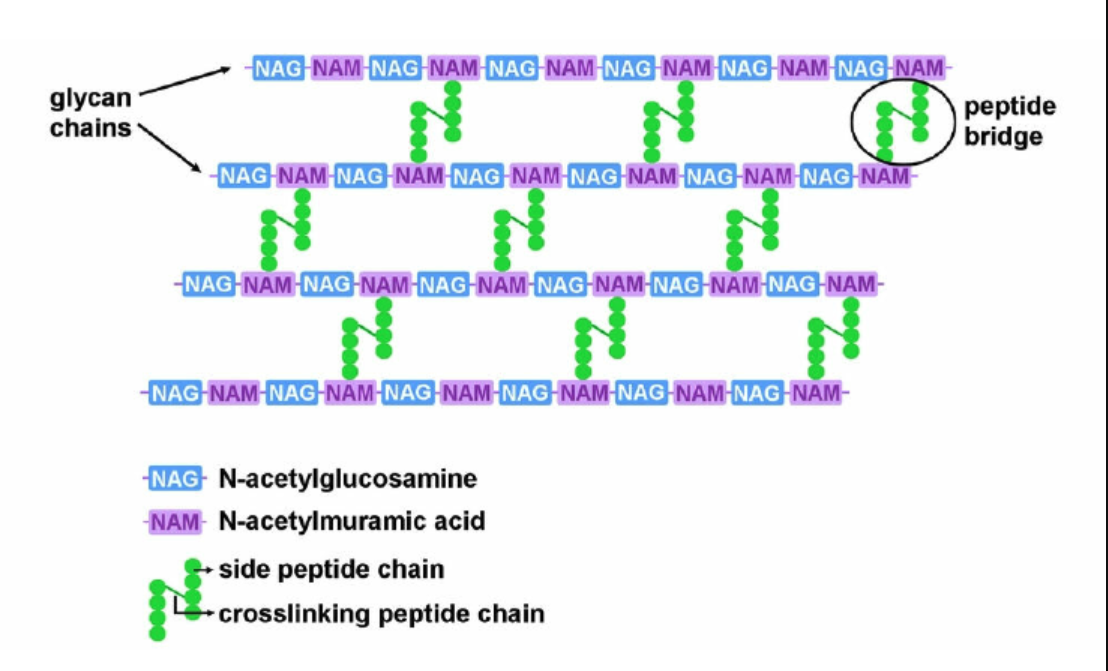 NAG NAM NAG NAM NAG NAM NAG NAM NAG NAM NAG NAM
glycan
chains
peptide
bridge
NAG NAM NAG NAM NAG NAM NAG NAM NAG NAM NAG NAM
NAG NAM NAG NAM NAG NAM NAG NAM NAG NAM NAG NAM
NAG NAM NAG NAM NAG NAM NAG NAM NAG NAM NAG NAM
NAG N-acetylglucosamine
NAM N-acetylmuramic acid
side peptide chain
crosslinking peptide chain